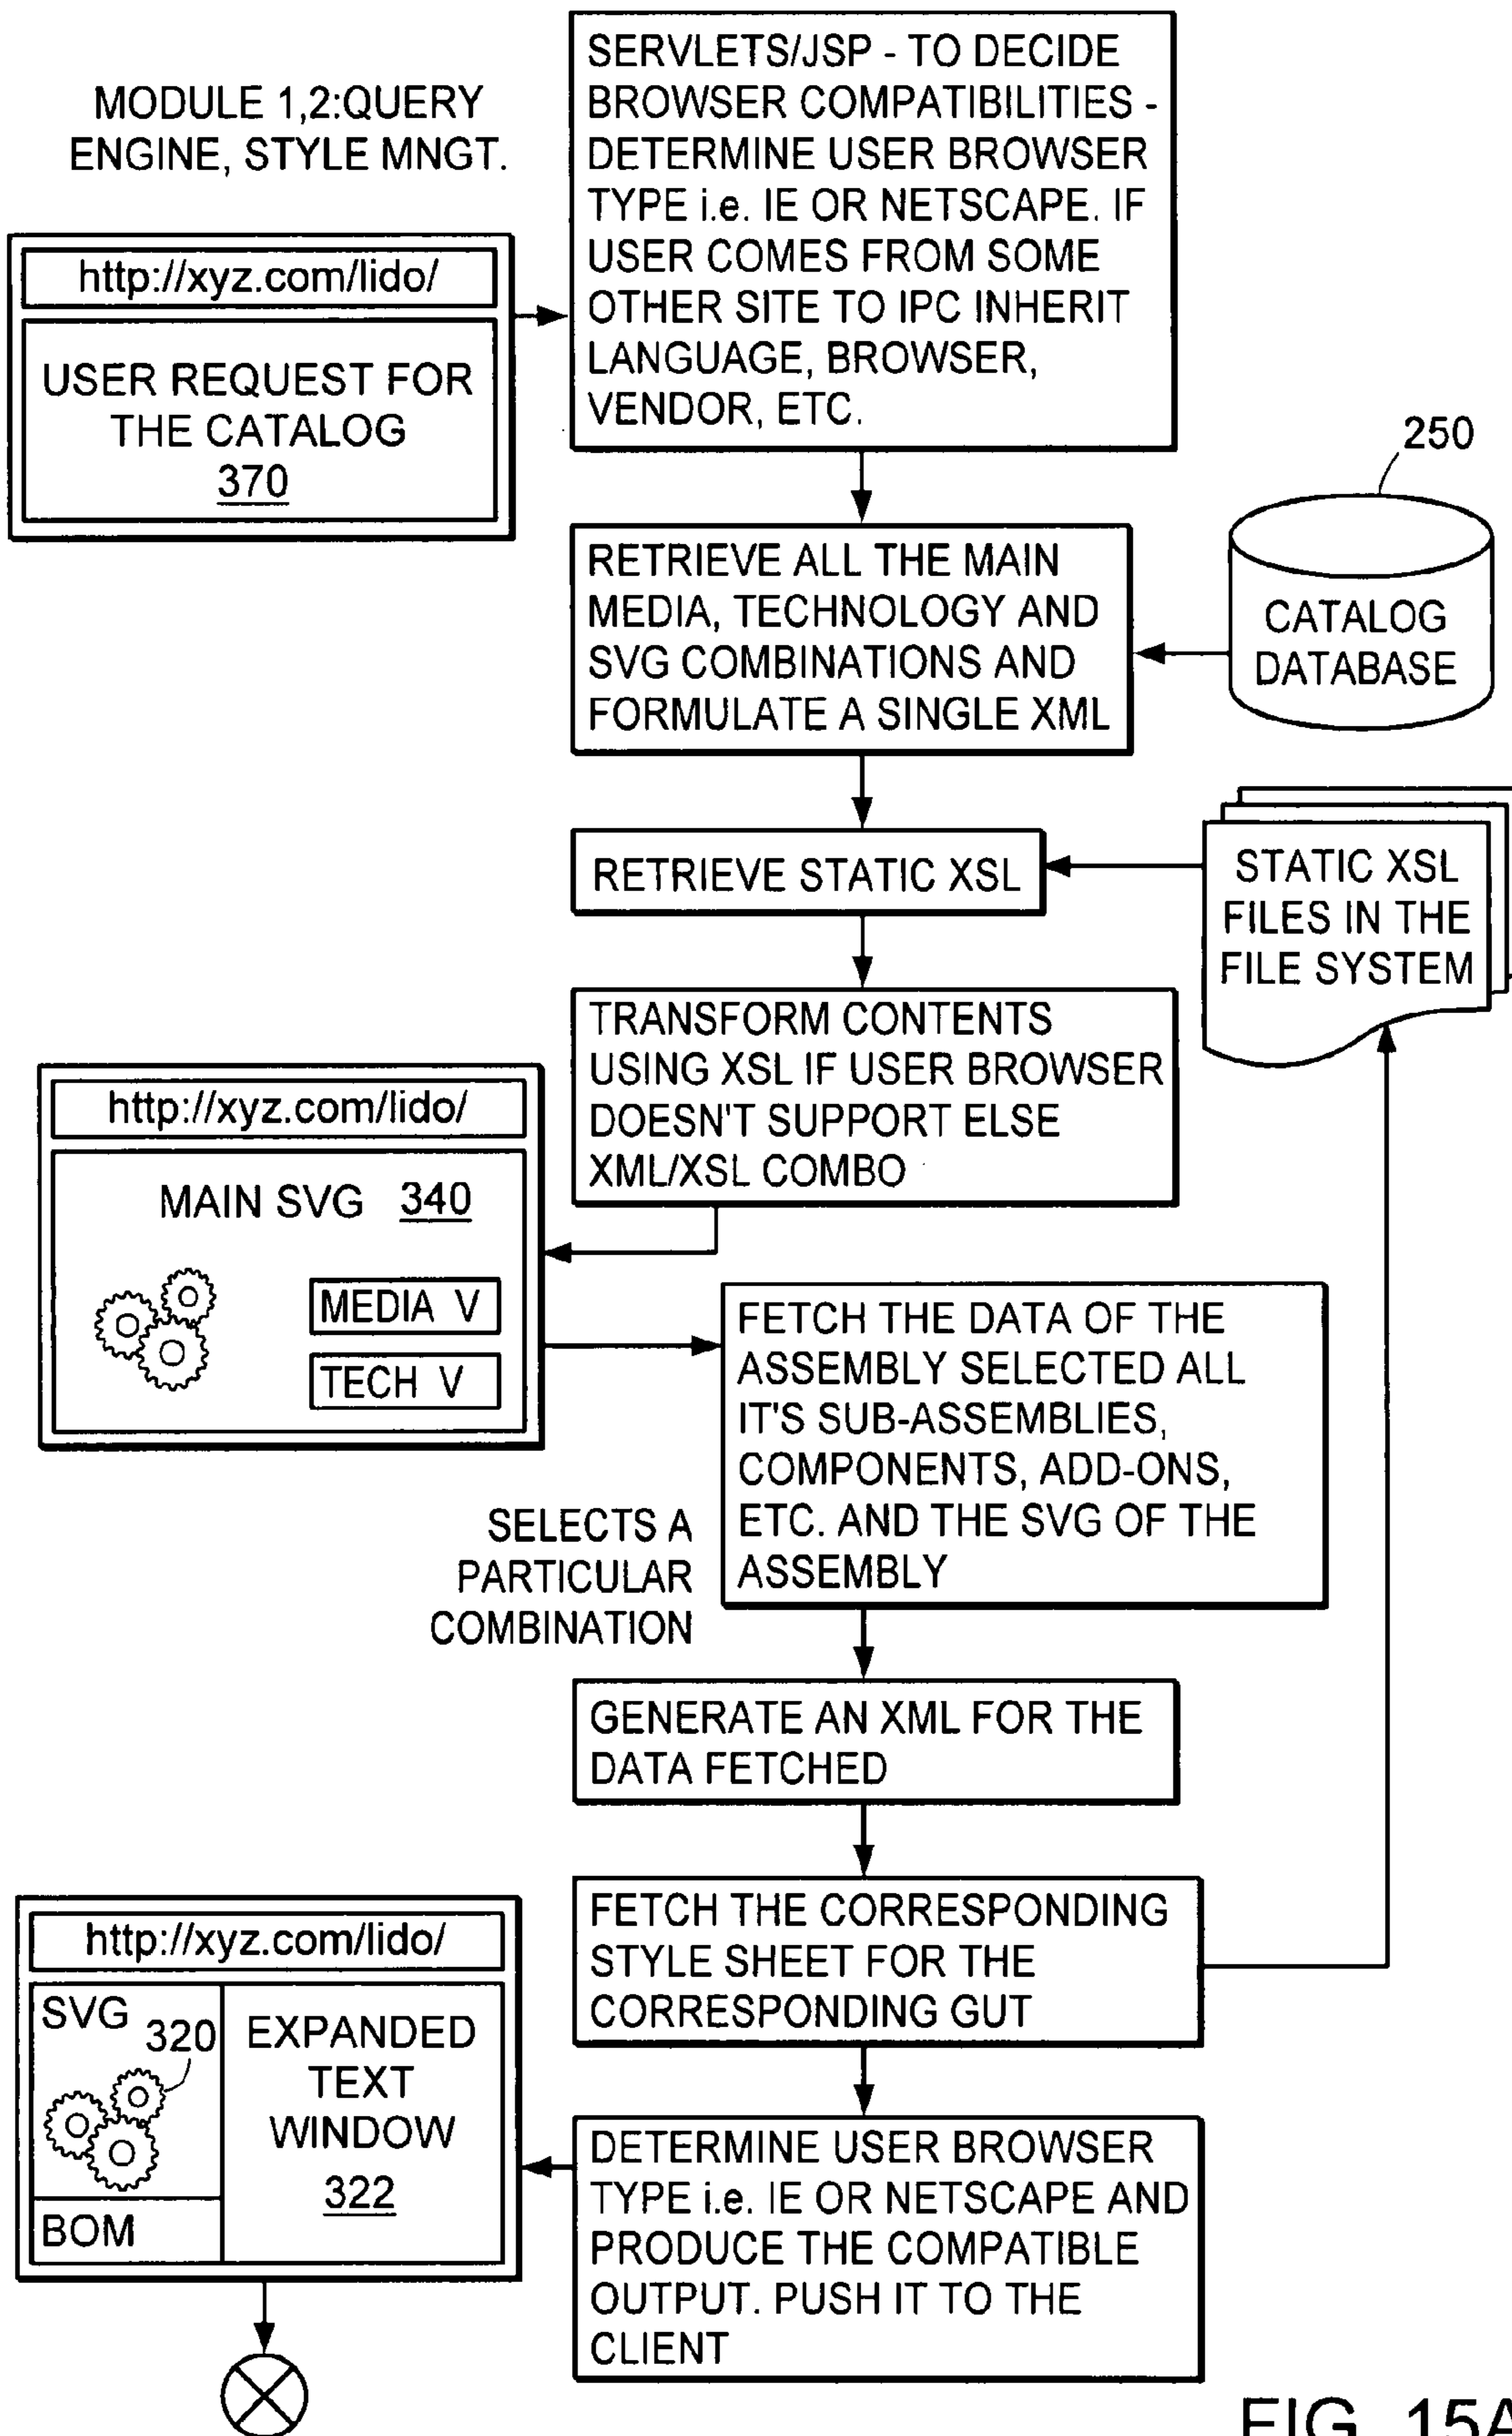 MODULE 1,2:QUERY
ENGINE, STYLE MNGT.
http://xyz.com/lido/
USER REQUEST FOR
THE CATALOG
370
SERVLETS/JSP - TO DECIDE
BROWSER COMPATIBILITIES -
DETERMINE USER BROWSER
TYPE i.e. IE OR NETSCAPE. IF
USER COMES FROM SOME
OTHER SITE TO IPC INHERIT
LANGUAGE, BROWSER,
VENDOR, ETC.
250
RETRIEVE ALL THE MAIN
MEDIA, TECHNOLOGY AND
SVG COMBINATIONS AND
FORMULATE A SINGLE XML
CATALOG
DATABASE
RETRIEVE STATIC XSL
STATIC XSL
FILES IN THE
FILE SYSTEM
TRANSFORM CONTENTS
USING XSL IF USER BROWSER
DOESN'T SUPPORT ELSE
XML/XSL COMBO
http://xyz.com/lido/
MAIN SVG 340
MEDIA V
TECH V
FETCH THE DATA OF THE
ASSEMBLY SELECTED ALL
IT'S SUB-ASSEMBLIES,
COMPONENTS, ADD-ONS,
ETC. AND THE SVG OF THE
ASSEMBLY
SELECTS A
PARTICULAR
COMBINATION
GENERATE AN XML FOR THE
DATA FETCHED
FETCH THE CORRESPONDING
STYLE SHEET FOR THE
CORRESPONDING GUT
http://xyz.com/lido/
SVG
320
EXPANDED
TEXT
WINDOW
322
BOM
DETERMINE USER BROWSER
TYPE i.e. IE OR NETSCAPE AND
PRODUCE THE COMPATIBLE
OUTPUT. PUSH IT TO THE
CLIENT
FIG. 15A